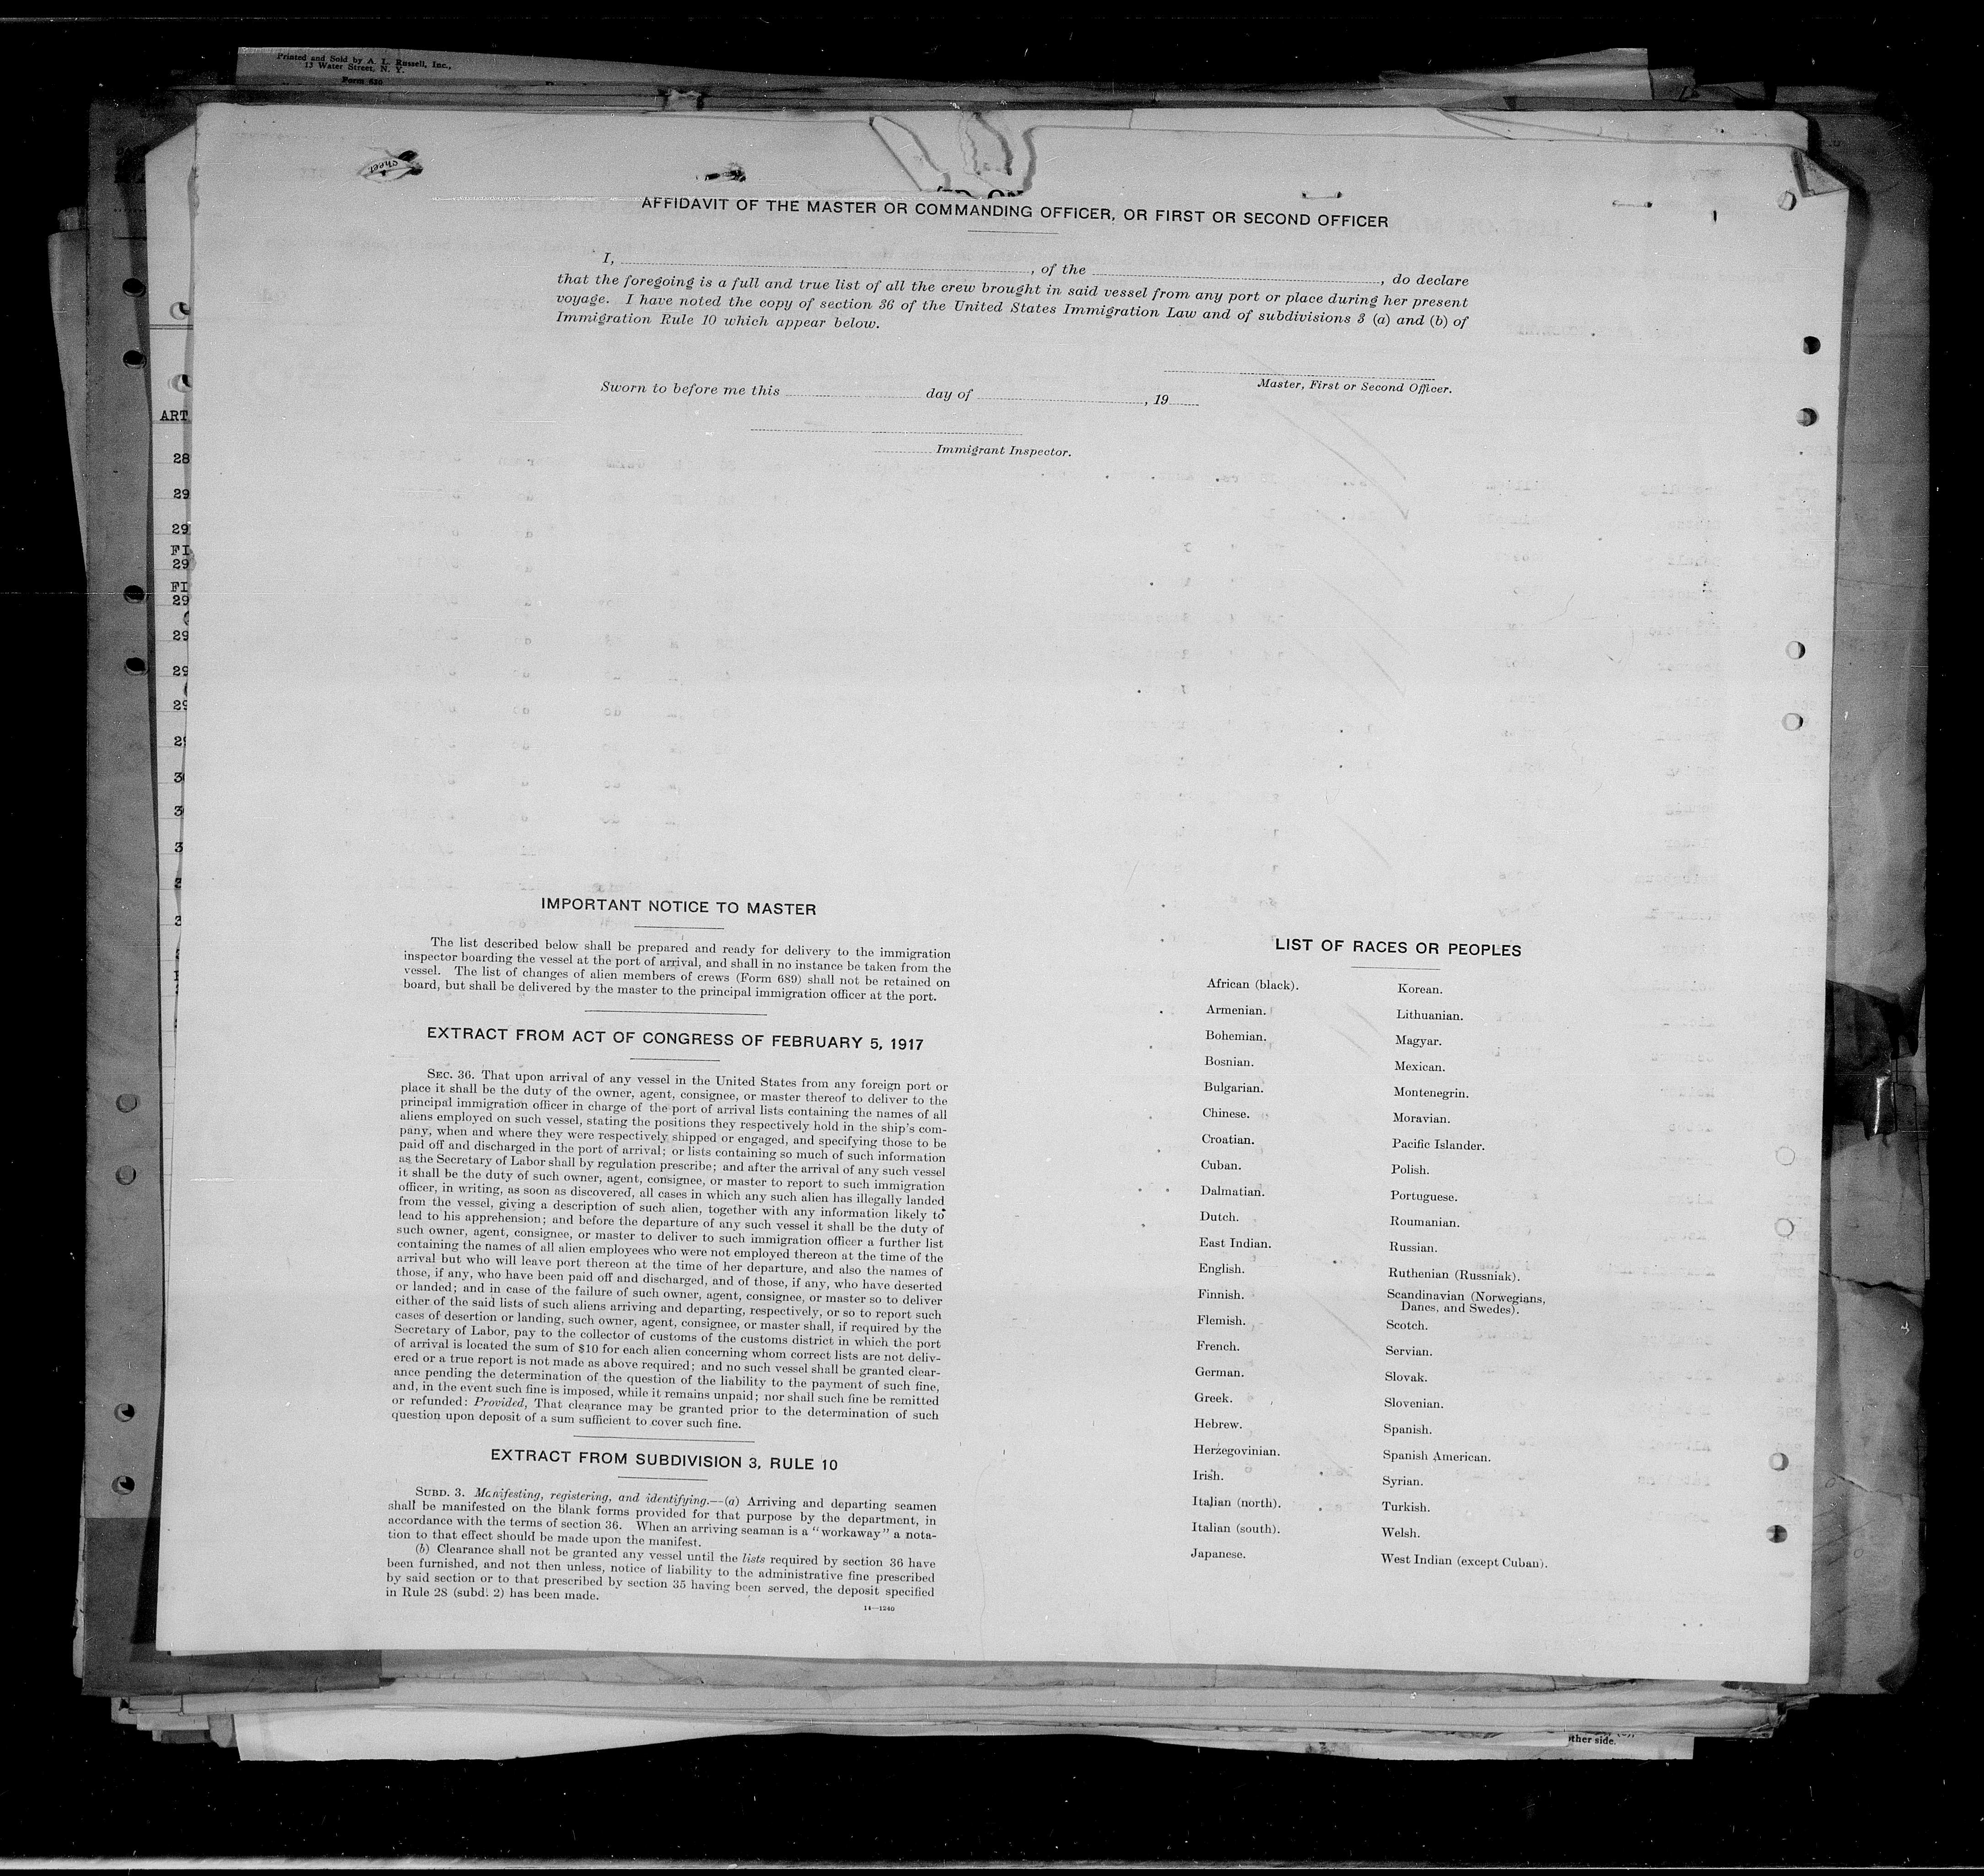 Printed and Sold by A. L. Russell, Inc.,
13 Water Street, N. Y.
Form 630
sheet
AFFIDAVIT OF THE MASTER OR COMMANDING OFFICER, OR FIRST OR SECOND OFFICER
I, , of the , do declare
that the foregoing is a full and true list of all the crew brought in said vessel from any port or place during her present
voyage. I have noted the copy of section 36 of the United States Immigration Law and of subdivisions 3 (a) and (b) of
Immigration Rule 10 which appear below.
Master, First or Second Officer.
Sworn to before me this day of , 19
Immigrant Inspector.
ART
28
29
29
FI
29
FI
29
29
29
29
IMPORTANT NOTICE TO MASTER
The list described below shall be prepared and ready for delivery to the immigration
inspector boarding the vessel at the port of arrival, and shall in no instance be taken from the
vessel. The list of changes of alien members of crews (Form 689) shall not be retained on
board, but shall be delivered by the master to the principal immigration officer at the port.
EXTRACT FROM ACT OF CONGRESS OF FEBRUARY 5, 1917
SEC. 36. That upon arrival of any vessel in the United States from any foreign port or
place it shall be the duty of the owner, agent, consignee, or master thereof to deliver to the
principal immigration officer in charge of the port of arrival lists containing the names of all
aliens employed on such vessel, stating the positions they respectively hold in the ship's com-
pany, when and where they were respectively shipped or engaged, and specifying those to be
paid off and discharged in the port of arrival; or lists containing so much of such information
as the Secretary of Labor shall by regulation prescribe; and after the arrival of any such vessel
it shall be the duty of such owner, agent, consignee, or master to report to such immigration
officer, in writing, as soon as discovered, all cases in which any such alien has illegally landed
from the vessel, giving a description of such alien, together with any information likely to
lead to his apprehension; and before the departure of any such vessel it shall be the duty of
such owner, agent, consignee, or master to deliver to such immigration officer a further list
containing the names of all alien employees who were not employed thereon at the time of the
arrival but who will leave port thereon at the time of her departure, and also the names of
those, if any, who have been paid off and discharged, and of those, if any, who have deserted
or landed; and in case of the failure of such owner, agent, consignee, or master so to deliver
either of the said lists of such aliens arriving and departing, respectively, or so to report such
cases of desertion or landing, such owner, agent, consignee, or master shall, if required by the
Secretary of Labor, pay to the collector of customs of the customs district in which the port
of arrival is located the sum of $10 for each alien concerning whom correct lists are not deliv-
ered or a true report is not made as above required; and no such vessel shall be granted clear-
ance pending the determination of the question of the liability to the payment of such fine,
and, in the event such fine is imposed, while it remains unpaid; nor shall such fine be remitted
or refunded: Provided, That clearance may be granted prior to the determination of such
question upon deposit of a sum sufficient to cover such fine.
EXTRACT FROM SUBDIVISION 3, RULE 10
SUBD. 3. Manifesting, registering, and identifying.—(a) Arriving and departing seamen
shall be manifested on the blank forms provided for that purpose by the department, in
accordance with the terms of section 36. When an arriving seaman is a "workaway" a nota-
tion to that effect should be made upon the manifest.
(b) Clearance shall not be granted any vessel until the lists required by section 36 have
been furnished, and not then unless, notice of liability to the administrative fine prescribed
by said section or to that prescribed by section 35 having been served, the deposit specified
in Rule 28 (subd. 2) has been made.
14—1240
LIST OF RACES OR PEOPLES
African (black).
Armenian.
Bohemian.
Bosnian.
Bulgarian.
Chinese.
Croatian.
Cuban.
Dalmatian.
Dutch.
East Indian.
English.
Finnish.
Flemish.
French.
German.
Greek.
Hebrew.
Herzegovinian.
Irish.
Italian (north).
Italian (south).
Japanese.
Korean.
Lithuanian.
Magyar.
Mexican.
Montenegrin.
Moravian.
Pacific Islander.
Polish.
Portuguese.
Roumanian.
Russian.
Ruthenian (Russniak).
Scandinavian (Norwegians,
Danes, and Swedes).
Scotch.
Servian.
Slovak.
Slovenian.
Spanish.
Spanish American.
Syrian.
Turkish.
Welsh.
West Indian (except Cuban).
other side.